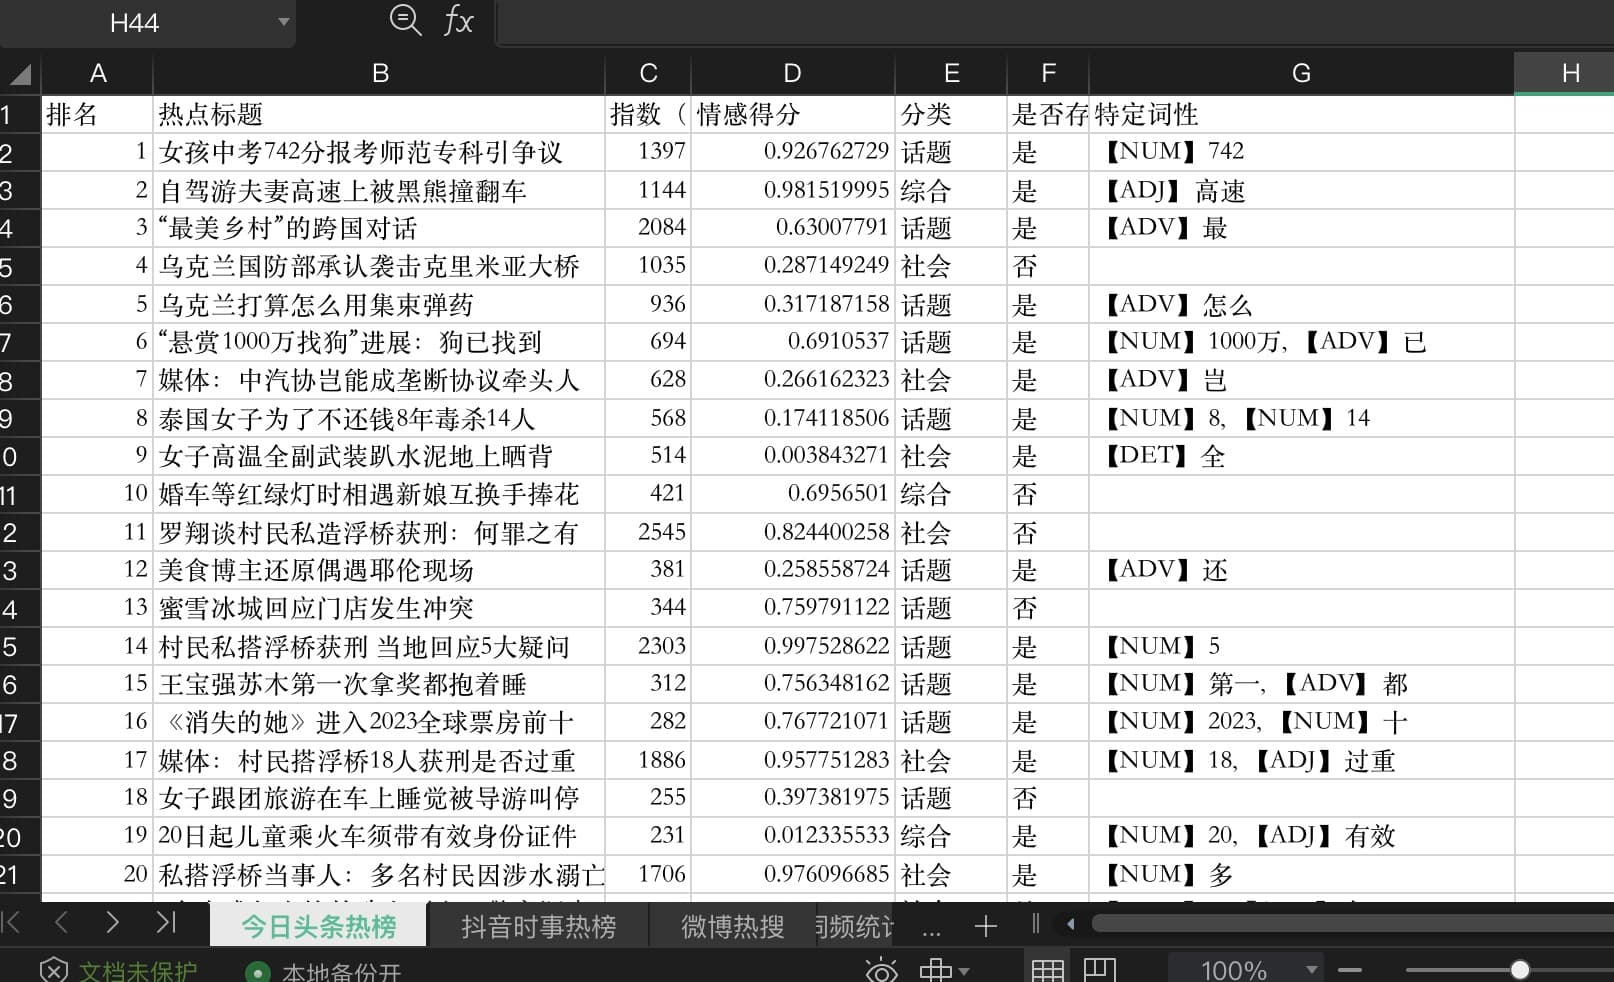 H44 fx
A B C D E F G H
1 排名 热点标题 指数（ 情感得分 分类 是否存 特定词性
2 1 女孩中考742分报考师范专科引争议 1397 0.926762729 话题 是 【NUM】742
3 2 自驾游夫妻高速上被黑熊撞翻车 1144 0.981519995 综合 是 【ADJ】高速
4 3 “最美乡村”的跨国对话 2084 0.63007791 话题 是 【ADV】最
5 4 乌克兰国防部承认袭击克里米亚大桥 1035 0.287149249 社会 否
6 5 乌克兰打算怎么用集束弹药 936 0.317187158 话题 是 【ADV】怎么
7 6 “悬赏1000万找狗”进展：狗已找到 694 0.6910537 话题 是 【NUM】1000万,【ADV】已
8 7 媒体：中汽协岂能成垄断协议牵头人 628 0.266162323 社会 是 【ADV】岂
9 8 泰国女子为了不还钱8年毒杀14人 568 0.174118506 话题 是 【NUM】8,【NUM】14
0 9 女子高温全副武装趴水泥地上晒背 514 0.003843271 社会 是 【DET】全
11 10 婚车等红绿灯时相遇新娘互换手捧花 421 0.6956501 综合 否
2 11 罗翔谈村民私造浮桥获刑：何罪之有 2545 0.824400258 社会 否
3 12 美食博主还原偶遇耶伦现场 381 0.258558724 话题 是 【ADV】还
4 13 蜜雪冰城回应门店发生冲突 344 0.759791122 话题 否
5 14 村民私搭浮桥获刑 当地回应5大疑问 2303 0.997528622 话题 是 【NUM】5
6 15 王宝强苏木第一次拿奖都抱着睡 312 0.756348162 话题 是 【NUM】第一,【ADV】都
17 16 《消失的她》进入2023全球票房前十 282 0.767721071 话题 是 【NUM】2023,【NUM】十
8 17 媒体：村民搭浮桥18人获刑是否过重 1886 0.957751283 社会 是 【NUM】18,【ADJ】过重
9 18 女子跟团旅游在车上睡觉被导游叫停 255 0.397381975 话题 否
20 19 20日起儿童乘火车须带有效身份证件 231 0.012335533 综合 是 【NUM】20,【ADJ】有效
21 20 私搭浮桥当事人：多名村民因涉水溺亡 1706 0.976096685 社会 是 【NUM】多
今日头条热榜 抖音时事热榜 微博热搜 词频统计 ... +
文档未保护 本地备份开 100%